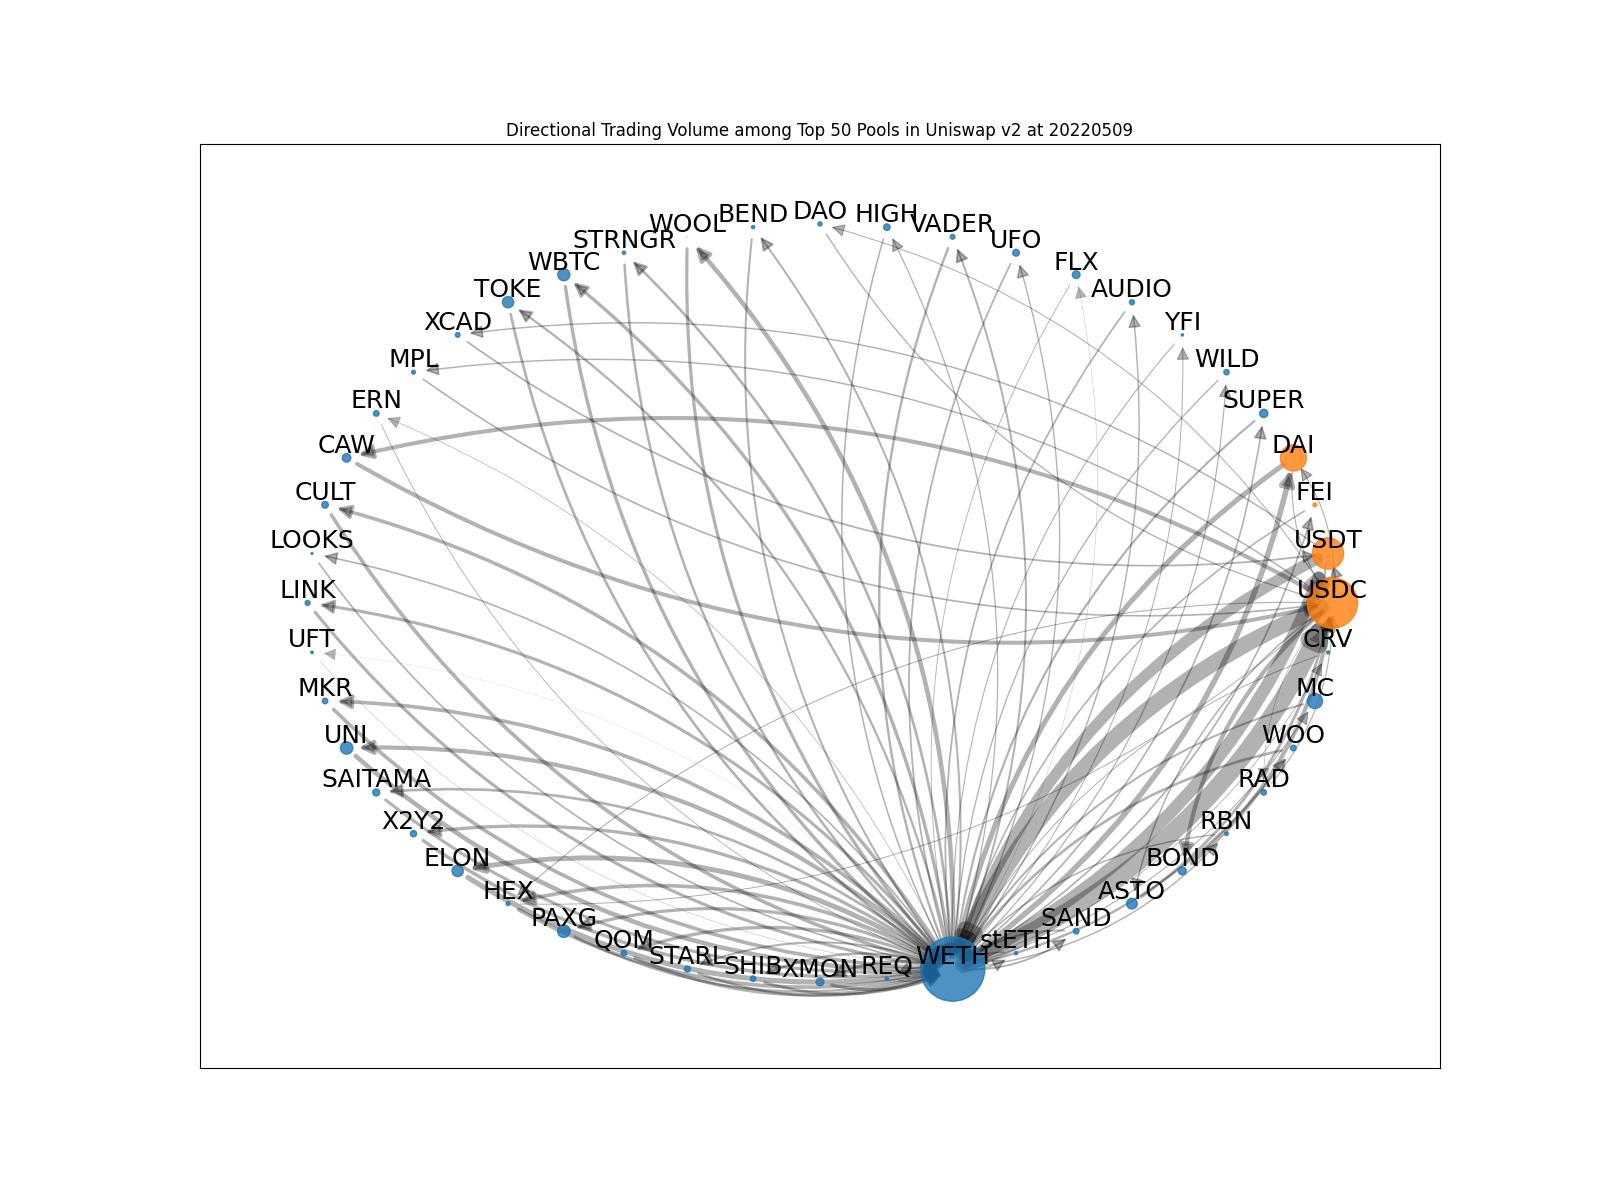 Directional Trading Volume among Top 50 Pools in Uniswap v2 at 20220509
DAO
BEND
HIGH
WOOL
VADER
STRNGR
UFO
WBTC
FLX
TOKE
AUDIO
XCAD
YFI
MPL
WILD
ERN
SUPER
CAW
DAI
CULT
FEI
LOOKS
USDT
LINK
USDC
UFT
CRV
MKR
MC
UNI
WOO
SAITAMA
RAD
X2Y2
RBN
ELON
BOND
HEX
ASTO
PAXG
SAND
QOM
stETH
STARL
WETH
SHIB
XMON
REQ